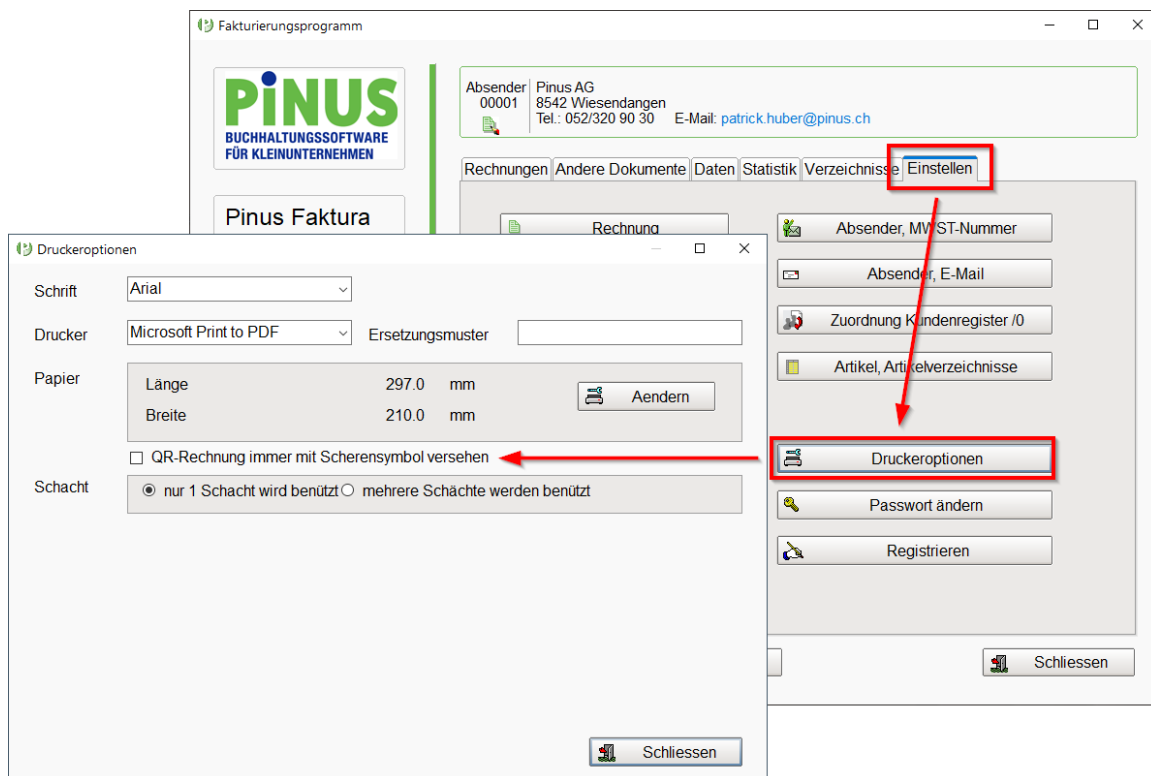 Fakturierungsprogramm
PiNUS
BUCHHALTUNGSSOFTWARE
FÜR KLEINUNTERNEHMEN
Absender
00001
Pinus AG
8542 Wiesendangen
Tel.: 052/320 90 30 E-Mail: patrick.huber@pinus.ch
Rechnungen Andere Dokumente Daten Statistik Verzeichnisse Einstellen
Pinus Faktura
Rechnung
Absender, MWST-Nummer
Absender, E-Mail
Zuordnung Kundenregister /0
Artikel, Artikelverzeichnisse
Druckeroptionen
Passwort ändern
Registrieren
Schliessen
Druckeroptionen
Schrift Arial
Drucker Microsoft Print to PDF Ersetzungsmuster
Papier
Länge 297.0 mm
Breite 210.0 mm
Aendern
QR-Rechnung immer mit Scherensymbol versehen
Schacht nur 1 Schacht wird benützt mehrere Schächte werden benützt
Schliessen